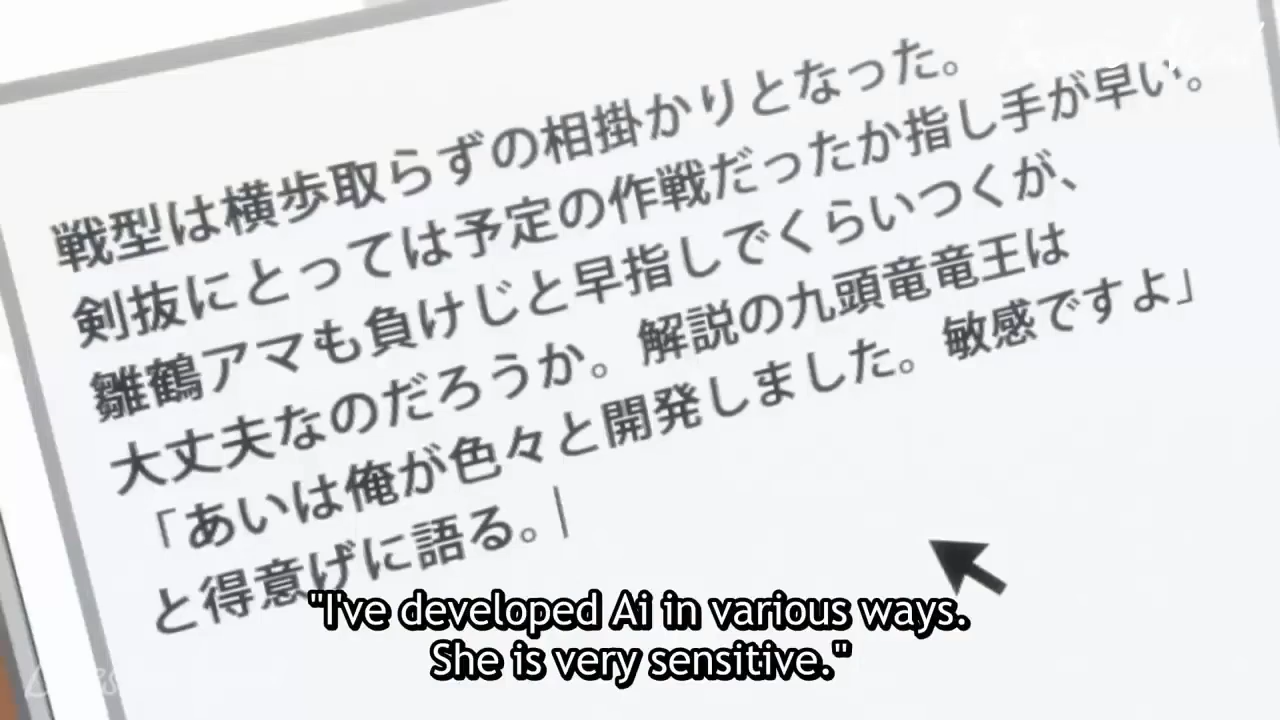 戦型は横歩取らずの相掛かりとなった。
剣抜にとっては予定の作戦だったか指し手が早い。
雛鶴アマも負けじと早指しでくらいつくが、
大丈夫なのだろうか。解説の九頭竜竜王は
「あいは俺が色々と開発しました。敏感ですよ」
と得意げに語る。
"I've developed Ai in various ways.
She is very sensitive."